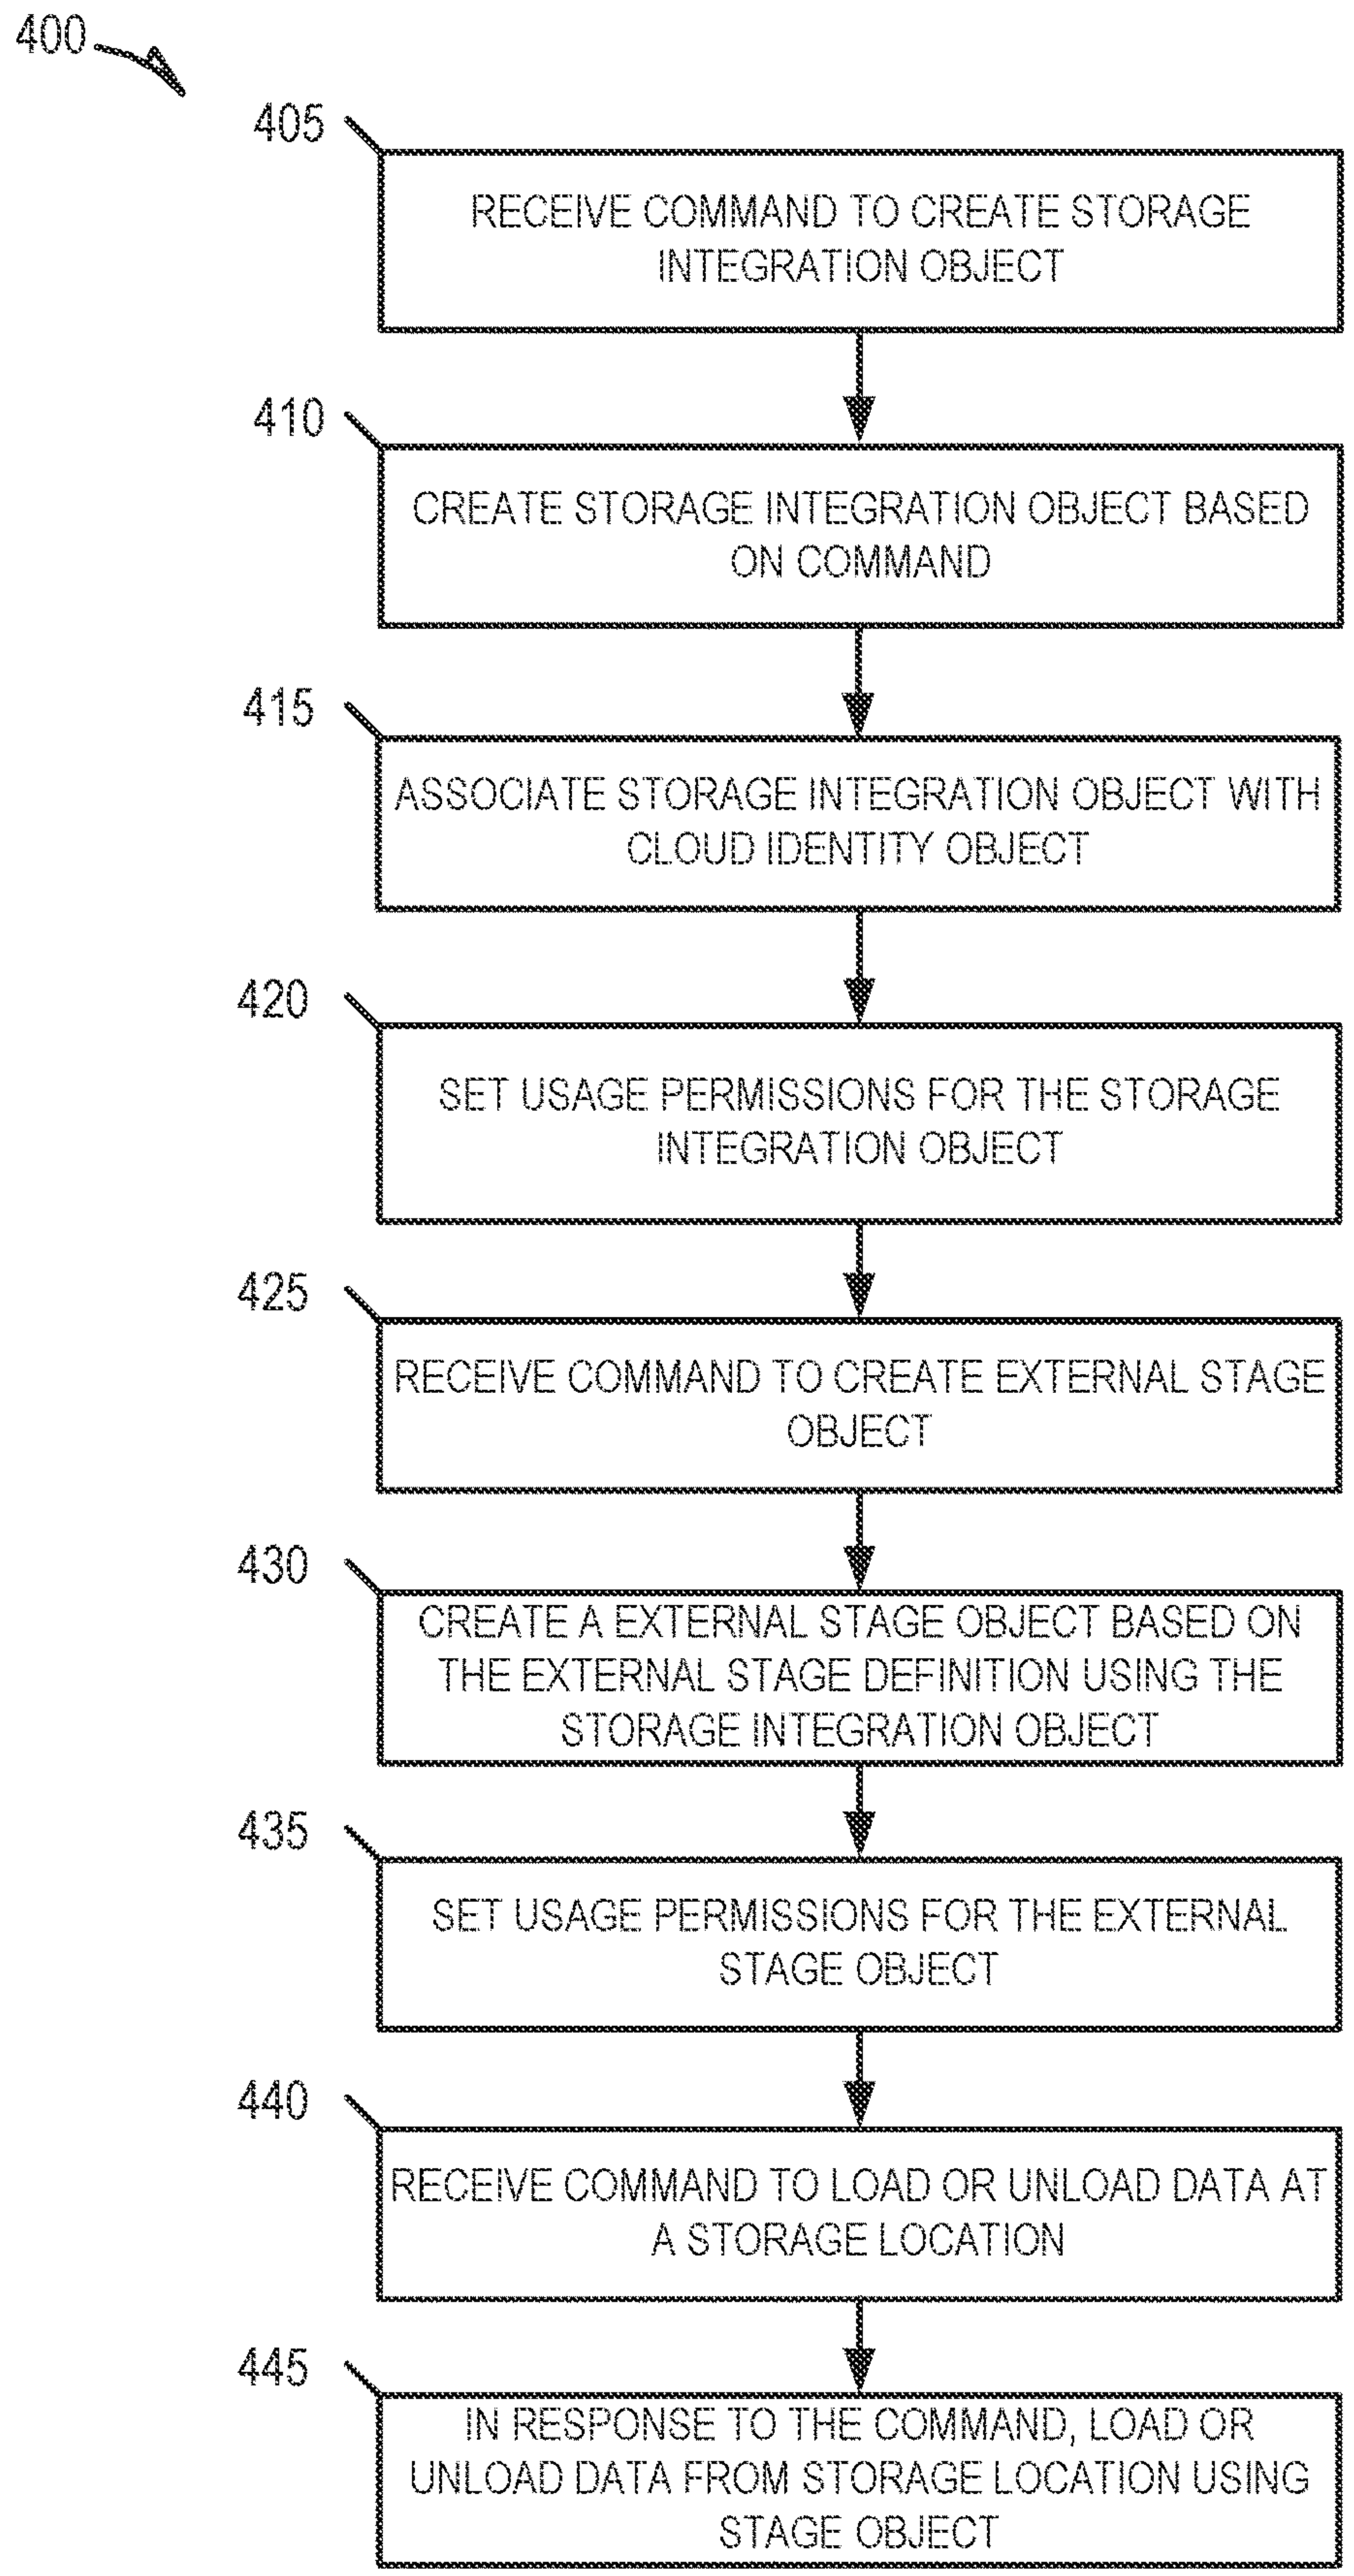 400
405
RECEIVE COMMAND TO CREATE STORAGE
INTEGRATION OBJECT
410
CREATE STORAGE INTEGRATION OBJECT BASED
ON COMMAND
415
ASSOCIATE STORAGE INTEGRATION OBJECT WITH
CLOUD IDENTITY OBJECT
420
SET USAGE PERMISSIONS FOR THE STORAGE
INTEGRATION OBJECT
425
RECEIVE COMMAND TO CREATE EXTERNAL STAGE
OBJECT
430
CREATE A EXTERNAL STAGE OBJECT BASED ON
THE EXTERNAL STAGE DEFINITION USING THE
STORAGE INTEGRATION OBJECT
435
SET USAGE PERMISSIONS FOR THE EXTERNAL
STAGE OBJECT
440
RECEIVE COMMAND TO LOAD OR UNLOAD DATA AT
A STORAGE LOCATION
445
IN RESPONSE TO THE COMMAND, LOAD OR
UNLOAD DATA FROM STORAGE LOCATION USING
STAGE OBJECT